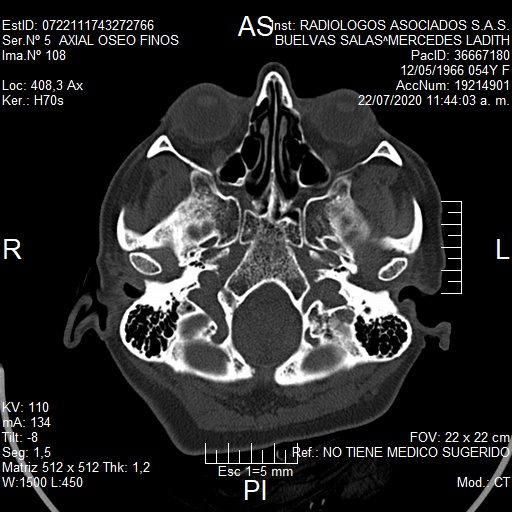 EstID: 0722111743272766
Ser.Nº 5 AXIAL OSEO FINOS
Ima.Nº 108
Loc: 408,3 Ax
Ker.: H70s
AS
Inst: RADIOLOGOS ASOCIADOS S.A.S.
BUELVAS SALAS^MERCEDES LADITH
PacID: 36667180
12/05/1966 054Y F
AccNum: 19214901
22/07/2020 11:44:03 a. m.
R
L
KV: 110
mA: 134
Tilt: -8
Seg: 1,5
Matriz 512 x 512 Thk: 1,2
W:1500 L:450
Esc 1=5 mm
PI
FOV: 22 x 22 cm
Ref.: NO TIENE MEDICO SUGERIDO
Mod.: CT